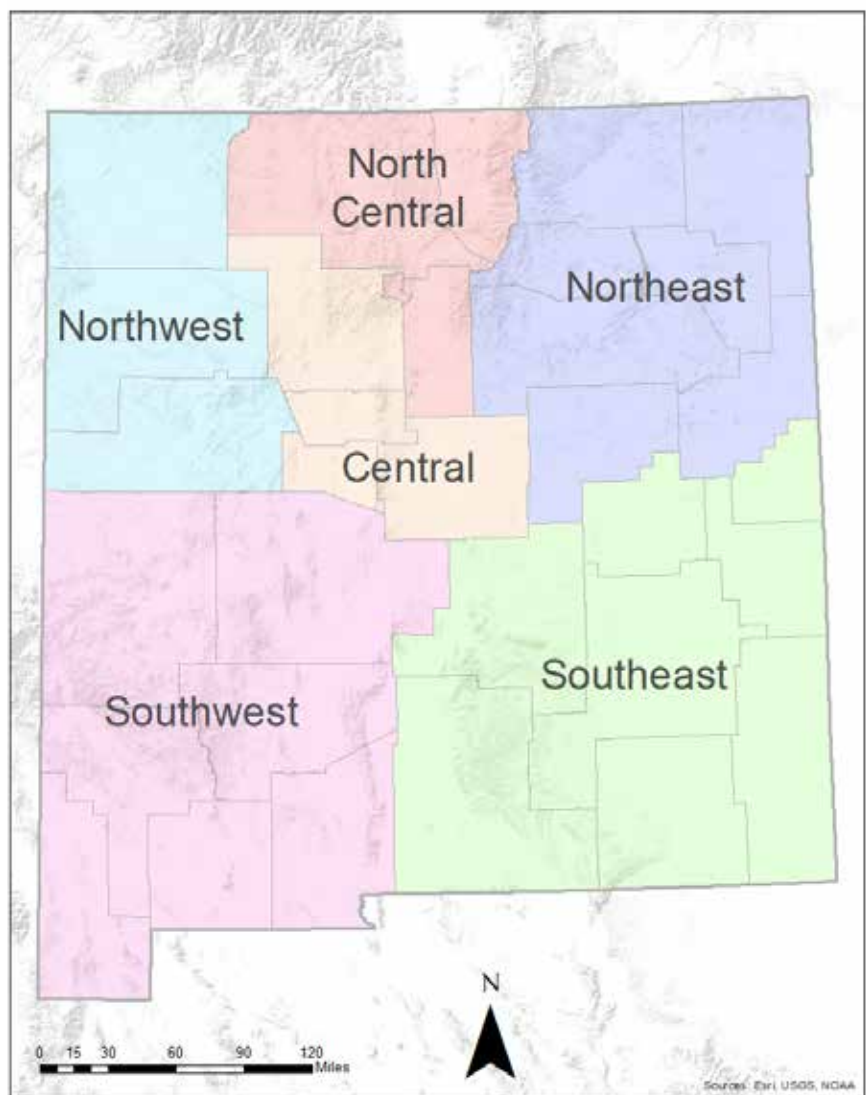 North
Central
Northeast
Northwest
Central
Southeast
Southwest
N
0 15 30 60 90 120
Miles
Sources: Esri, USGS, NOAA